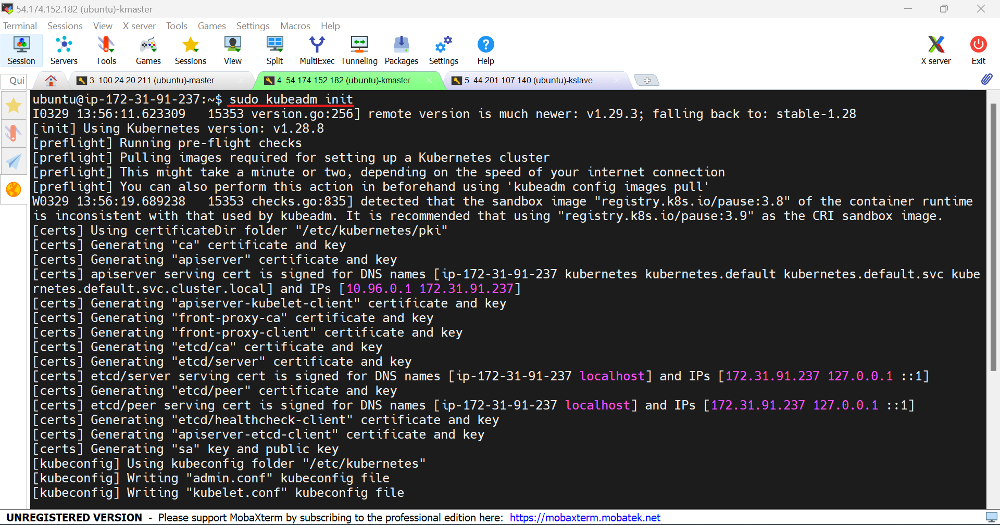 54.174.152.182 (ubuntu)-kmaster
Terminal Sessions View X server Tools Games Settings Macros Help
Session Servers Tools Games Sessions View Split MultiExec Tunneling Packages Settings Help X server Exit
Qui 3. 100.24.20.211 (ubuntu)-master 4. 54.174.152.182 (ubuntu)-kmaster 5. 44.201.107.140 (ubuntu)-kslave
ubuntu@ip-172-31-91-237:~$ sudo kubeadm init
I0329 13:56:11.623309   15353 version.go:256] remote version is much newer: v1.29.3; falling back to: stable-1.28
[init] Using Kubernetes version: v1.28.8
[preflight] Running pre-flight checks
[preflight] Pulling images required for setting up a Kubernetes cluster
[preflight] This might take a minute or two, depending on the speed of your internet connection
[preflight] You can also perform this action in beforehand using 'kubeadm config images pull'
W0329 13:56:19.689238   15353 checks.go:835] detected that the sandbox image "registry.k8s.io/pause:3.8" of the container runtime
is inconsistent with that used by kubeadm. It is recommended that using "registry.k8s.io/pause:3.9" as the CRI sandbox image.
[certs] Using certificateDir folder "/etc/kubernetes/pki"
[certs] Generating "ca" certificate and key
[certs] Generating "apiserver" certificate and key
[certs] apiserver serving cert is signed for DNS names [ip-172-31-91-237 kubernetes kubernetes.default kubernetes.default.svc kube
rnetes.default.svc.cluster.local] and IPs [10.96.0.1 172.31.91.237]
[certs] Generating "apiserver-kubelet-client" certificate and key
[certs] Generating "front-proxy-ca" certificate and key
[certs] Generating "front-proxy-client" certificate and key
[certs] Generating "etcd/ca" certificate and key
[certs] Generating "etcd/server" certificate and key
[certs] etcd/server serving cert is signed for DNS names [ip-172-31-91-237 localhost] and IPs [172.31.91.237 127.0.0.1 ::1]
[certs] Generating "etcd/peer" certificate and key
[certs] etcd/peer serving cert is signed for DNS names [ip-172-31-91-237 localhost] and IPs [172.31.91.237 127.0.0.1 ::1]
[certs] Generating "etcd/healthcheck-client" certificate and key
[certs] Generating "apiserver-etcd-client" certificate and key
[certs] Generating "sa" key and public key
[kubeconfig] Using kubeconfig folder "/etc/kubernetes"
[kubeconfig] Writing "admin.conf" kubeconfig file
[kubeconfig] Writing "kubelet.conf" kubeconfig file
UNREGISTERED VERSION - Please support MobaXterm by subscribing to the professional edition here: https://mobaxterm.mobatek.net